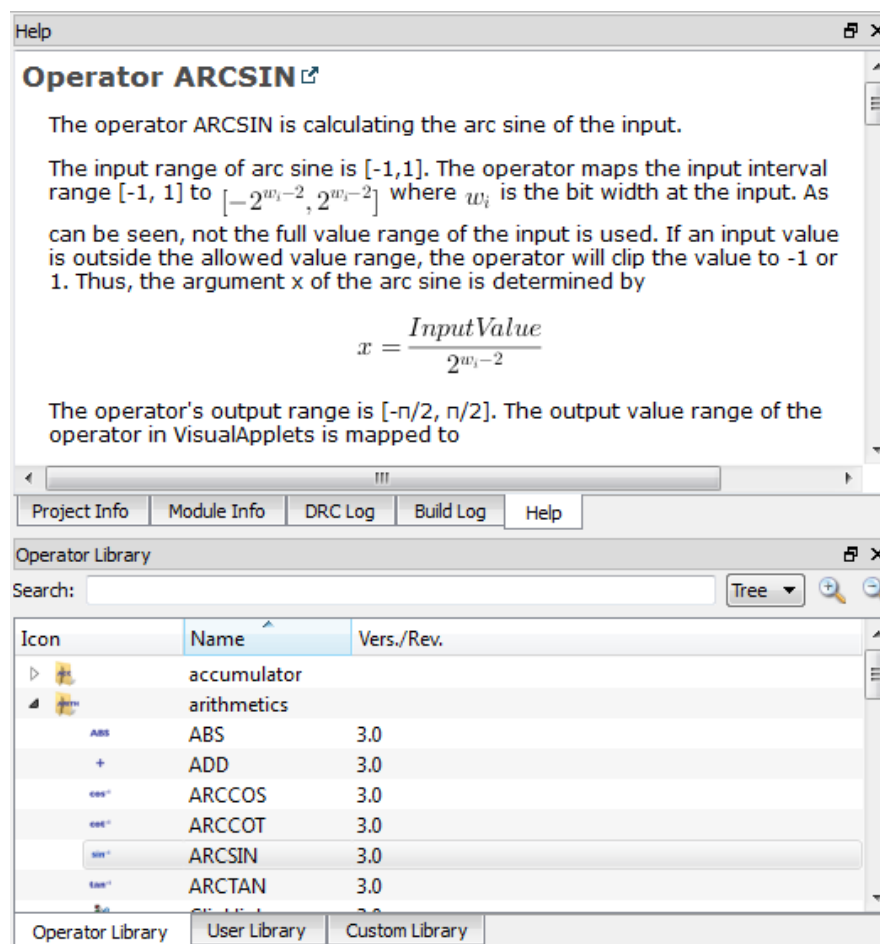 Help
Operator ARCSIN
The operator ARCSIN is calculating the arc sine of the input.
The input range of arc sine is [-1,1]. The operator maps the input interval
range [-1, 1] to [−2^{w_i−2}, 2^{w_i−2}] where w_i is the bit width at the input. As
can be seen, not the full value range of the input is used. If an input value
is outside the allowed value range, the operator will clip the value to -1 or
1. Thus, the argument x of the arc sine is determined by
x = InputValue / 2^{w_i−2}
The operator's output range is [-π/2, π/2]. The output value range of the
operator in VisualApplets is mapped to
Project Info Module Info DRC Log Build Log Help
Operator Library
Search: Tree
Icon Name Vers./Rev.
accumulator
arithmetics
ABS ABS 3.0
+ ADD 3.0
cos⁻¹ ARCCOS 3.0
cot⁻¹ ARCCOT 3.0
sin⁻¹ ARCSIN 3.0
tan⁻¹ ARCTAN 3.0
Operator Library User Library Custom Library